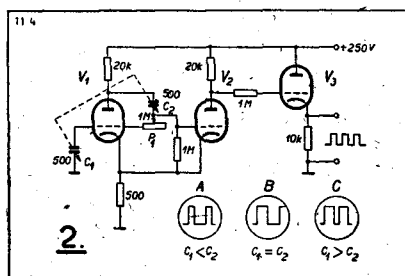 11 4
+250V
20k
20k
V1
V2
V3
500
C2
1M
1M
P1
1M
10k
500
C1
500
A
B
C
2.
C1 < C2
C1 = C2
C1 > C2